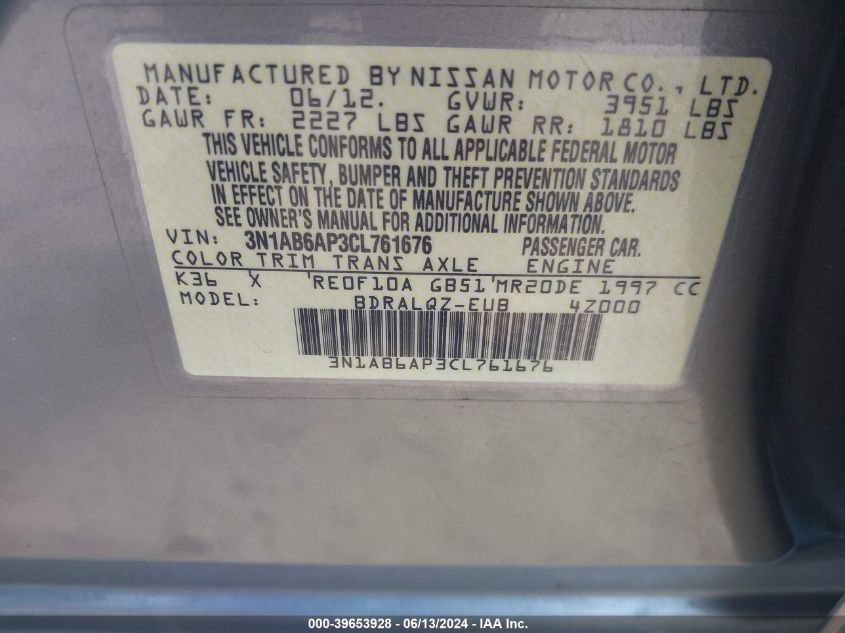 MANUFACTURED BY NISSAN MOTOR CO., LTD.
DATE: 06/12. GVWR: 3951 LBS
GAWR FR: 2227 LBS GAWR RR: 1810 LBS
THIS VEHICLE CONFORMS TO ALL APPLICABLE FEDERAL MOTOR
VEHICLE SAFETY, BUMPER AND THEFT PREVENTION STANDARDS
IN EFFECT ON THE DATE OF MANUFACTURE SHOWN ABOVE.
SEE OWNER'S MANUAL FOR ADDITIONAL INFORMATION
VIN: 3N1AB6AP3CL761676 PASSENGER CAR.
COLOR TRIM TRANS AXLE ENGINE
K36 X 'RE0F10A GB51'MR20DE 1997 CC
MODEL: BDRALQZ-EUB 4Z000
3N1AB6AP3CL761676
000-39653928 - 06/13/2024 - IAA Inc.